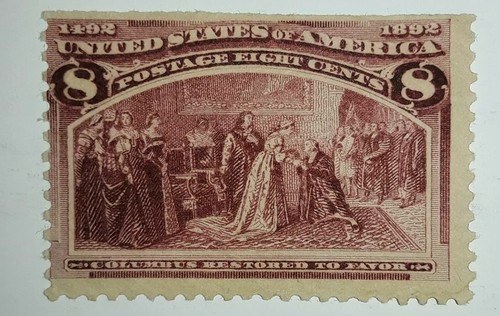 1492 1892
UNITED STATES OF AMERICA
8 POSTAGE EIGHT CENTS 8
COLUMBUS RESTORED TO FAVOR